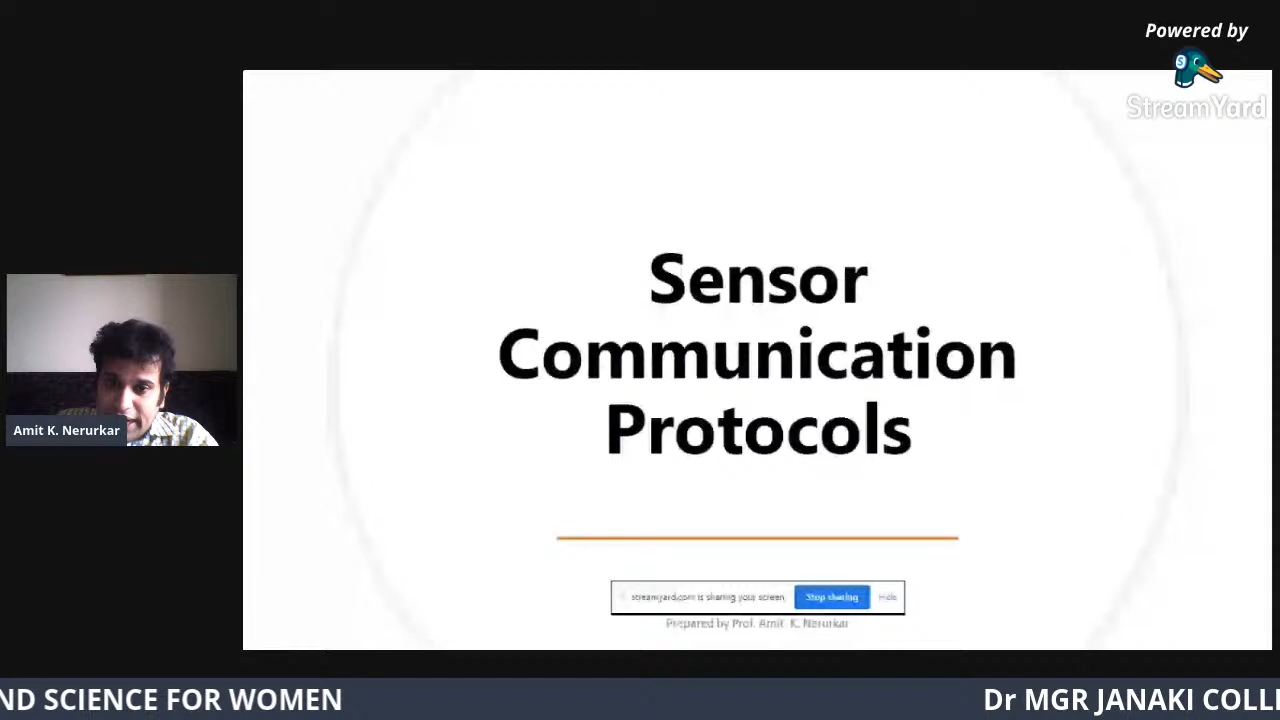 Powered by
StreamYard
Sensor
Communication
Protocols
streamyard.com is sharing your screen
Stop sharing
Hide
Prepared by Prof. Amit K. Nerurkar
Amit K. Nerurkar
ND SCIENCE FOR WOMEN
Dr MGR JANAKI COLLE